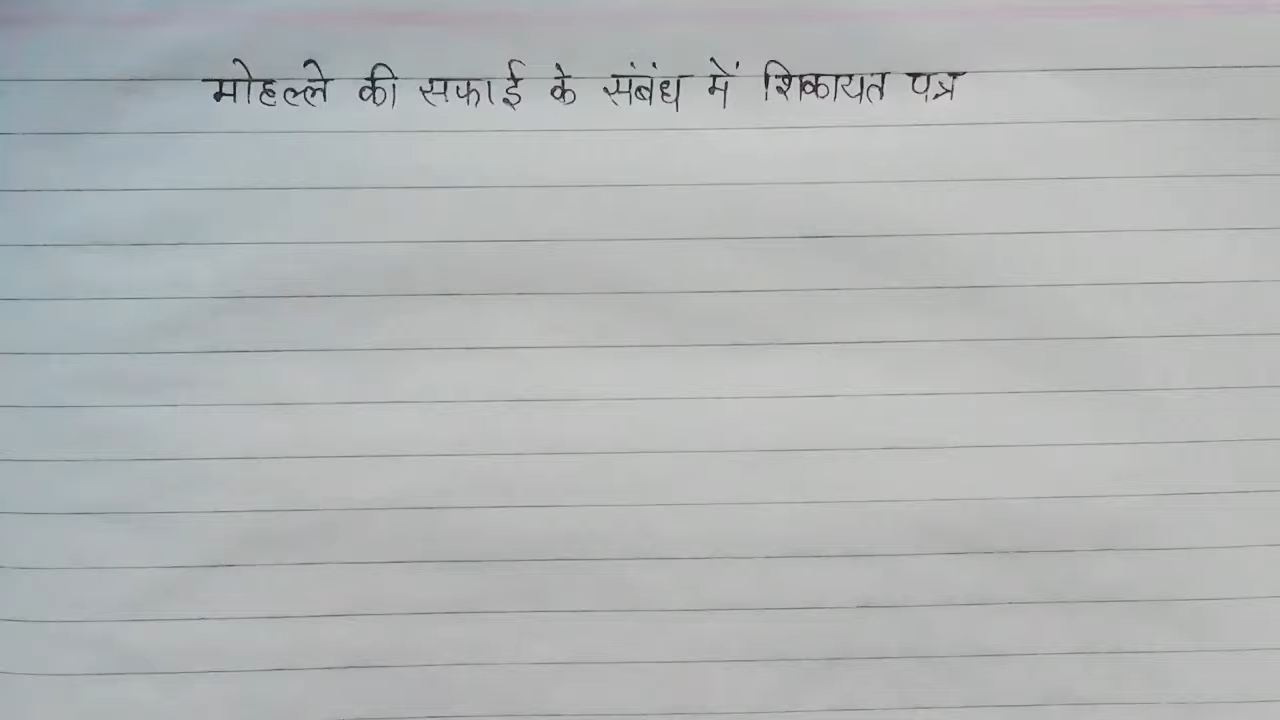 मोहल्ले की सफाई के संबंध में शिकायत पत्र